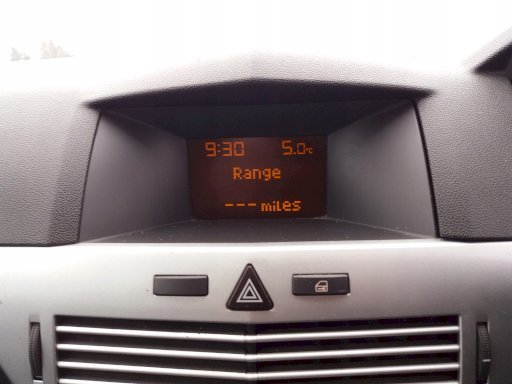 9:30 5.0°C
Range
--- miles